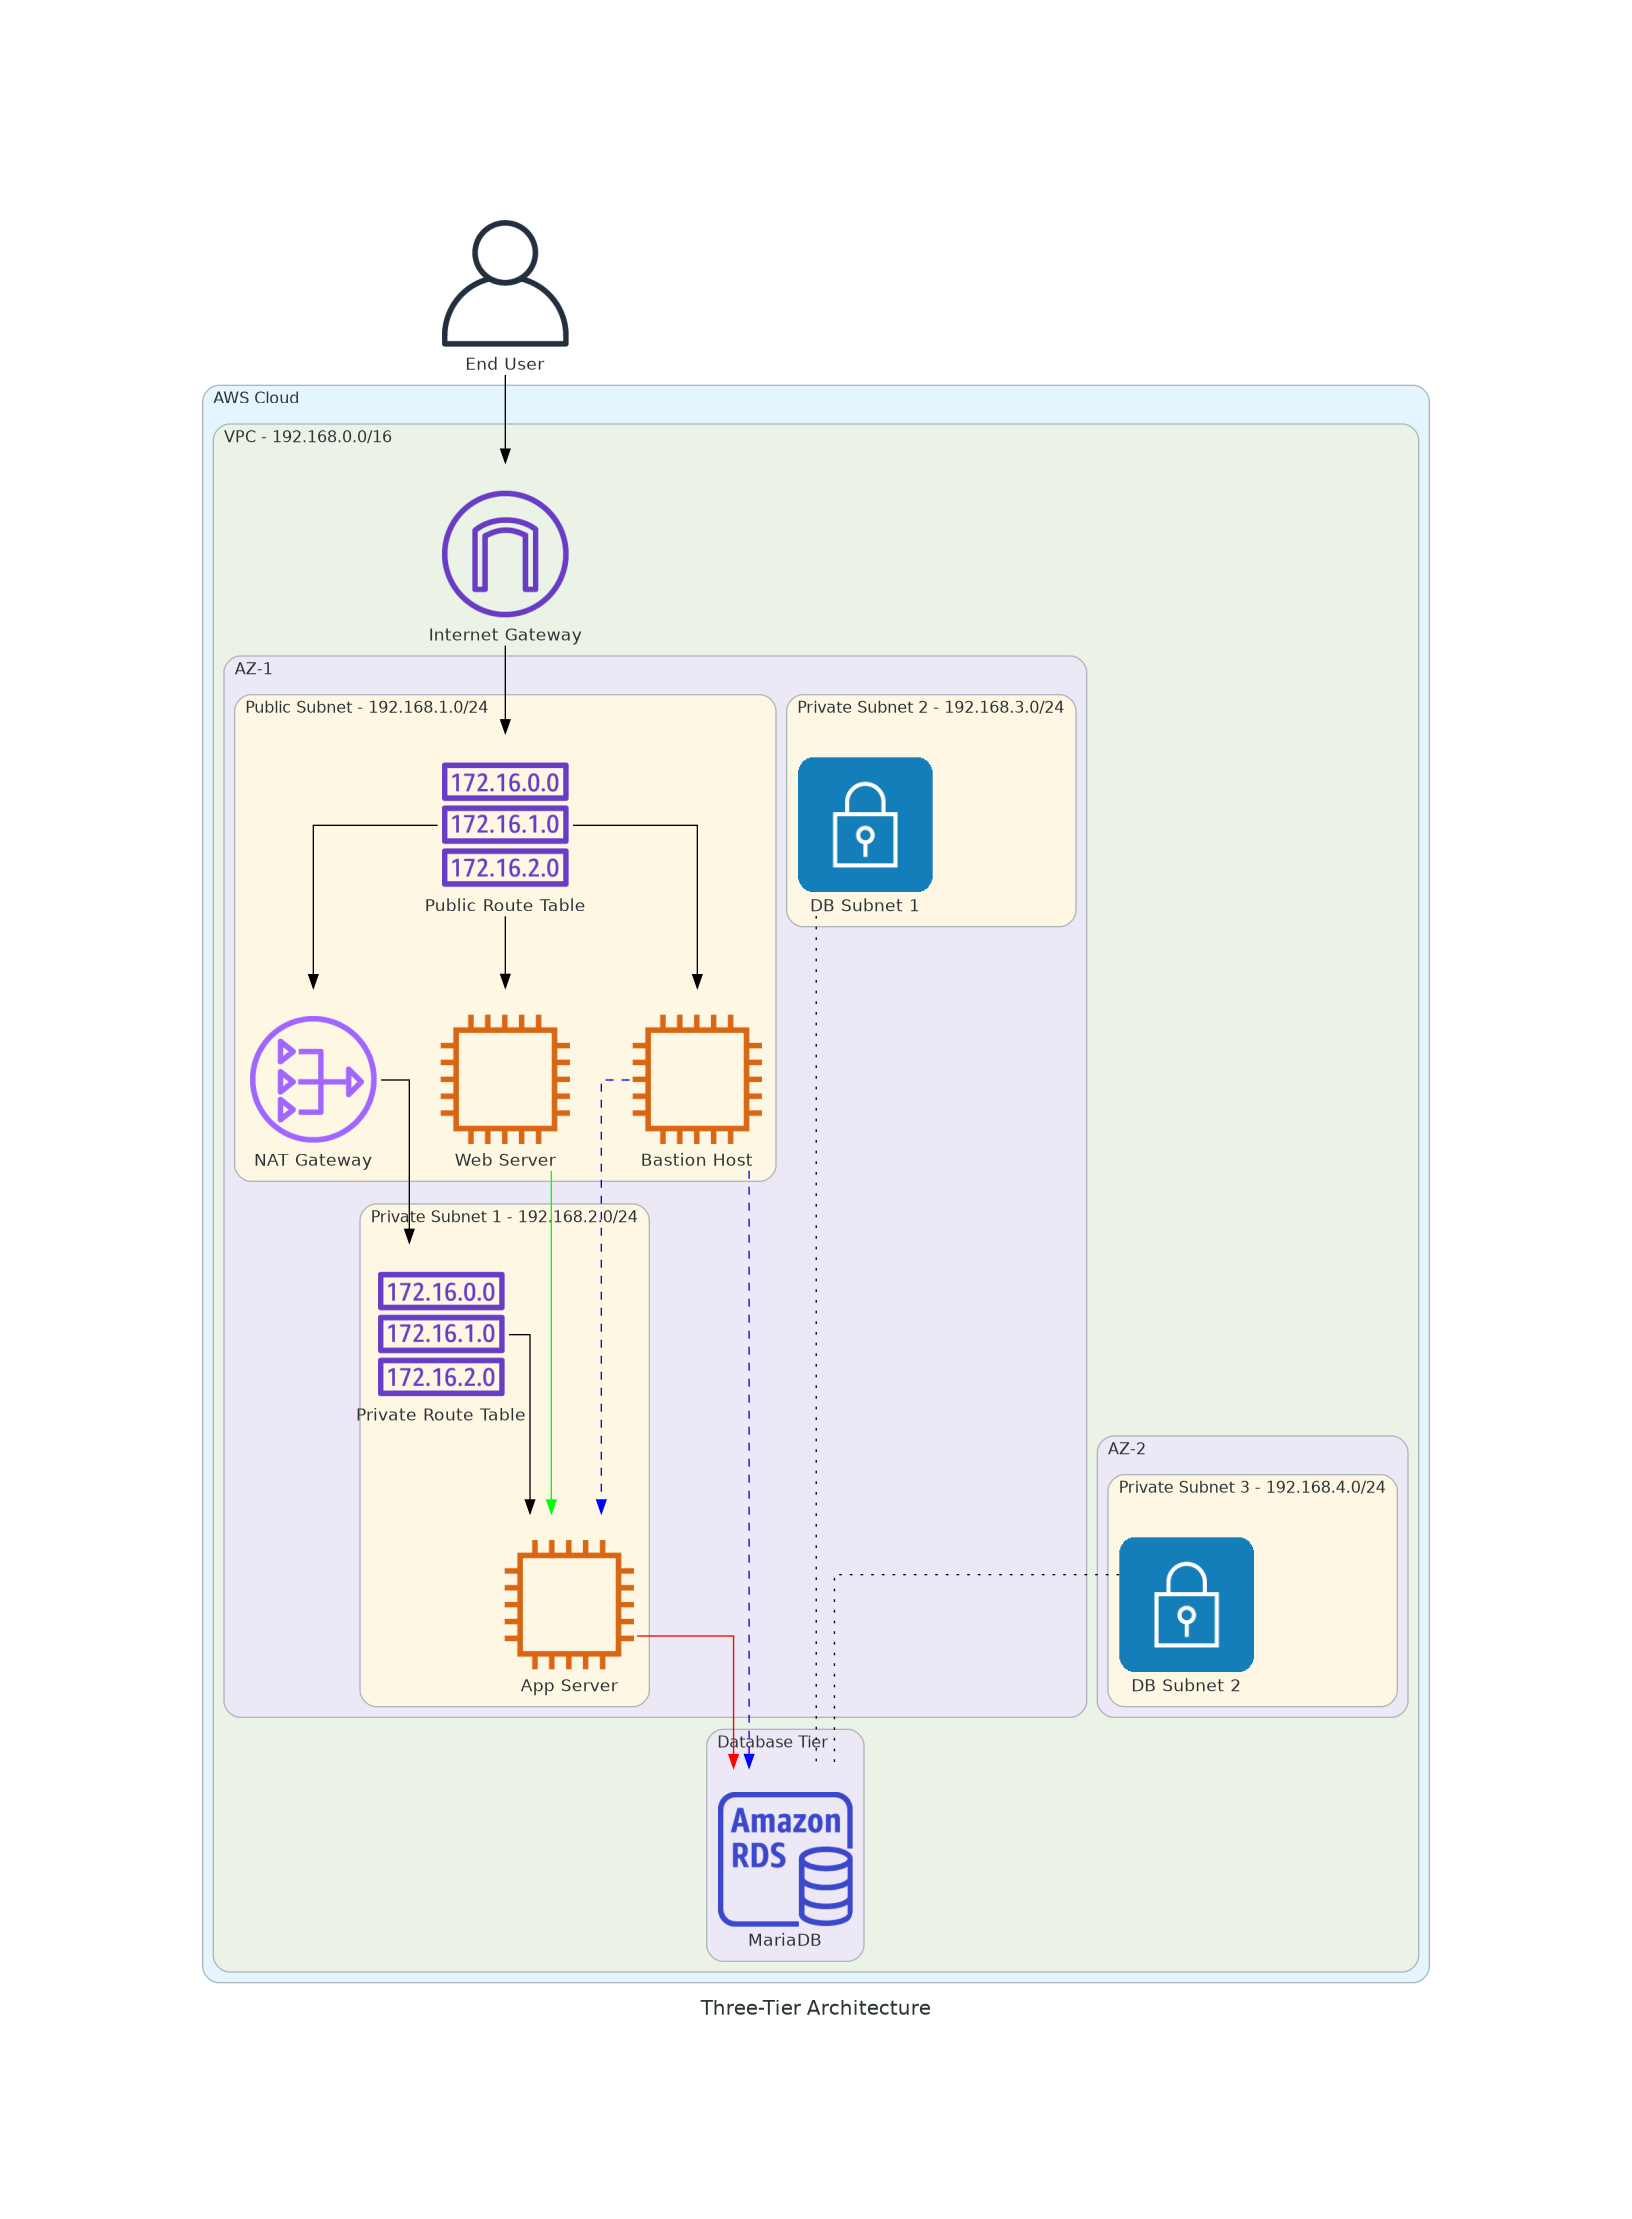 End User
AWS Cloud
VPC - 192.168.0.0/16
Internet Gateway
AZ-1
Public Subnet - 192.168.1.0/24
172.16.0.0
172.16.1.0
172.16.2.0
Public Route Table
Private Subnet 2 - 192.168.3.0/24
DB Subnet 1
NAT Gateway
Web Server
Bastion Host
Private Subnet 1 - 192.168.2.0/24
172.16.0.0
172.16.1.0
172.16.2.0
Private Route Table
App Server
AZ-2
Private Subnet 3 - 192.168.4.0/24
DB Subnet 2
Database Tier
Amazon
RDS
MariaDB
Three-Tier Architecture